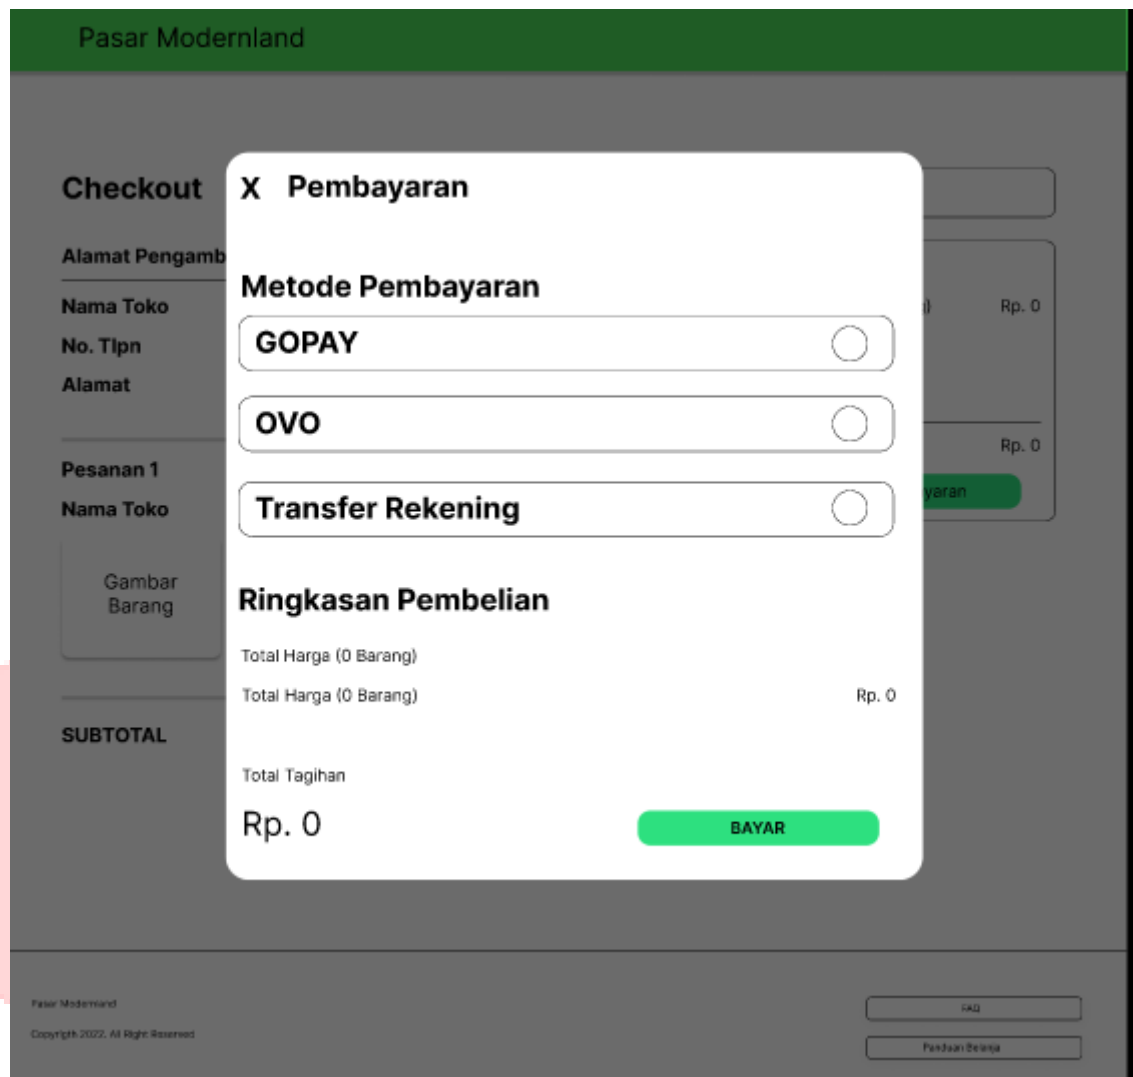 Pasar Modernland
Checkout
X Pembayaran
Alamat Pengamb
Metode Pembayaran
Nama Toko
Rp. 0
GOPAY
No. Tlpn
Alamat
OVO
Rp. 0
Pesanan 1
yaran
Nama Toko
Transfer Rekening
Gambar
Barang
Ringkasan Pembelian
Total Harga (0 Barang)
Total Harga (0 Barang) Rp. 0
SUBTOTAL
Total Tagihan
Rp. 0
BAYAR
Pasar Modernland
FAQ
Copyrigth 2022. All Right Reserved
Panduan Belanja